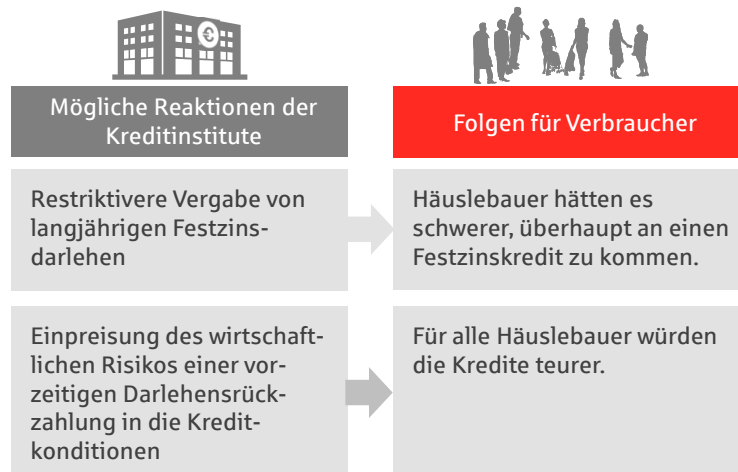 Mögliche Reaktionen der
Kreditinstitute
Folgen für Verbraucher
Restriktivere Vergabe von
langjährigen Festzins-
darlehen
Häuslebauer hätten es
schwerer, überhaupt an einen
Festzinskredit zu kommen.
Einpreisung des wirtschaft-
lichen Risikos einer vor-
zeitigen Darlehensrück-
zahlung in die Kredit-
konditionen
Für alle Häuslebauer würden
die Kredite teurer.